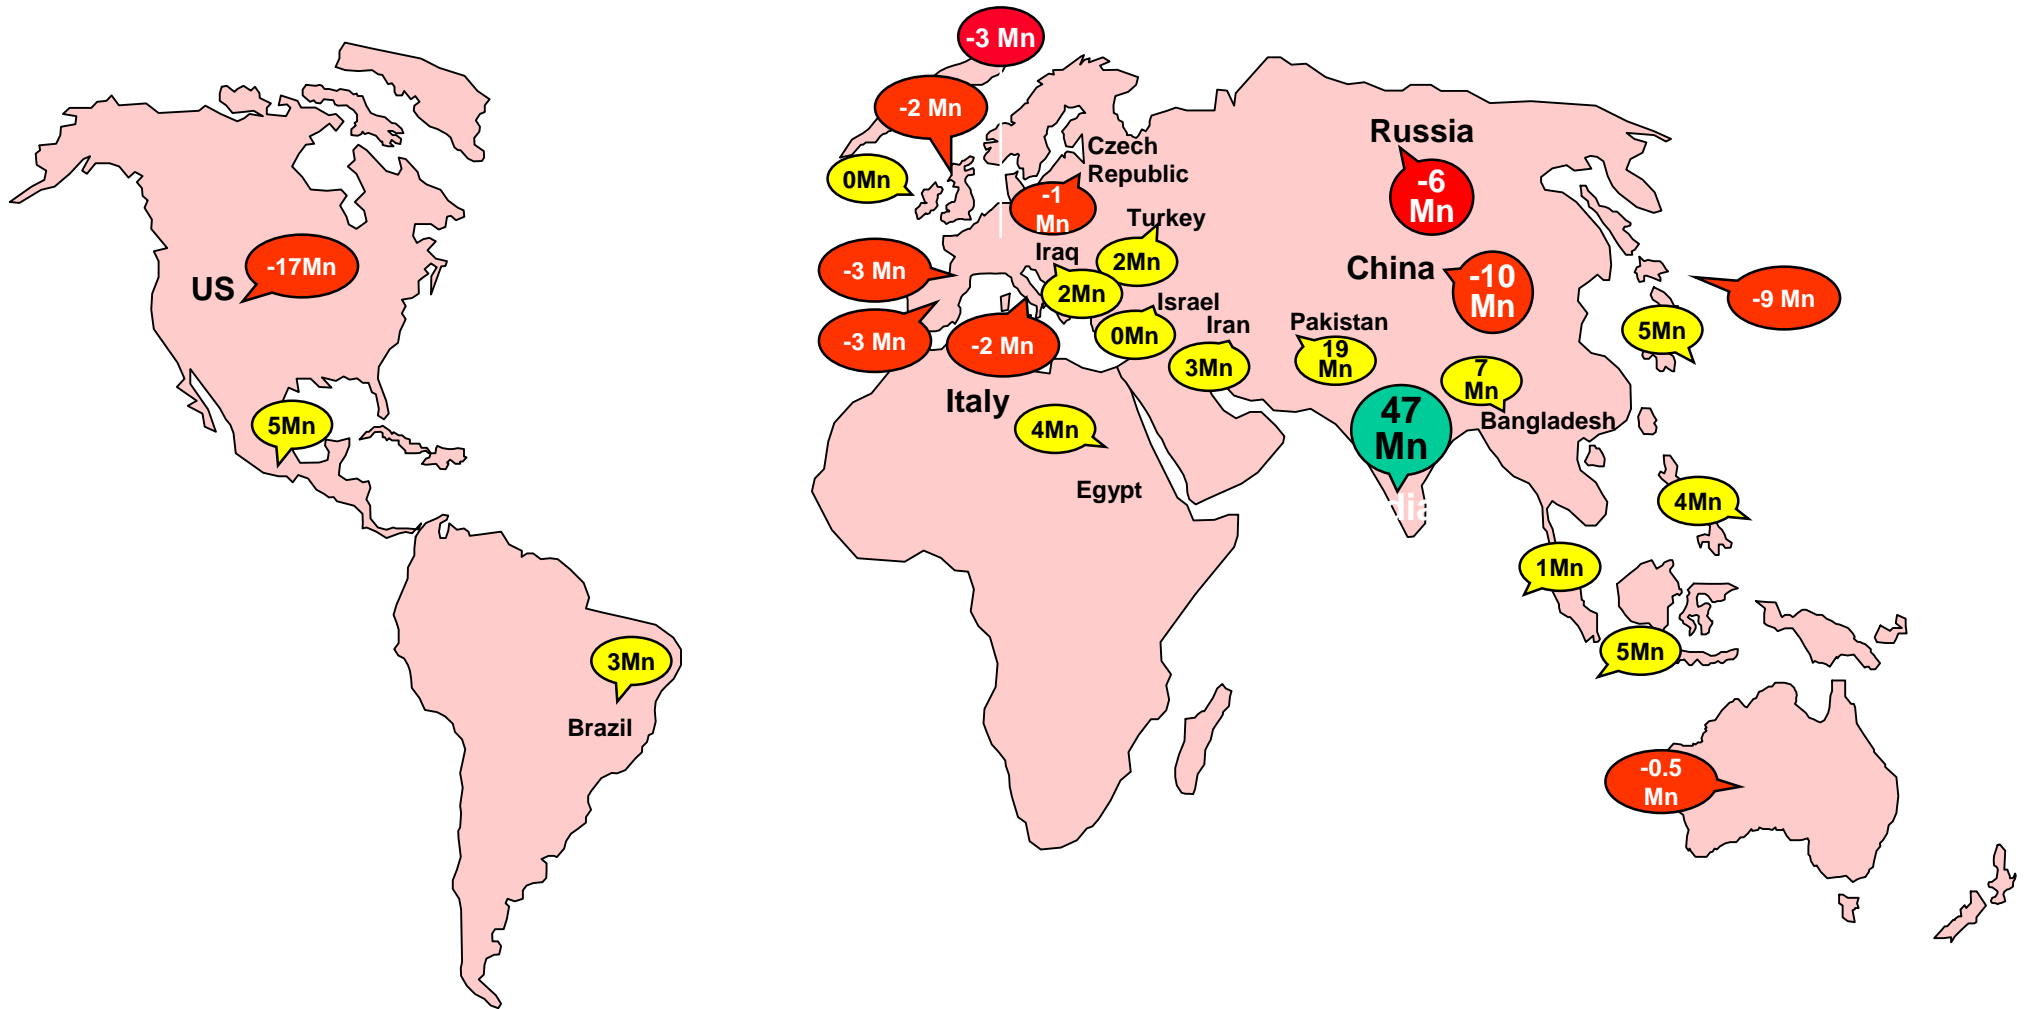 -3 Mn
-2 Mn
Russia
Czech
Republic
0Mn
-6
Mn
-1
Mn
Turkey
Iraq
2Mn
-17Mn
US
-3 Mn
China
-10
Mn
2Mn
-9 Mn
Israel
Iran
Pakistan
5Mn
0Mn
-3 Mn
-2 Mn
19
Mn
3Mn
7
Mn
Italy
47
Mn
Bangladesh
5Mn
4Mn
Egypt
4Mn
dia
1Mn
5Mn
3Mn
Brazil
-0.5
Mn